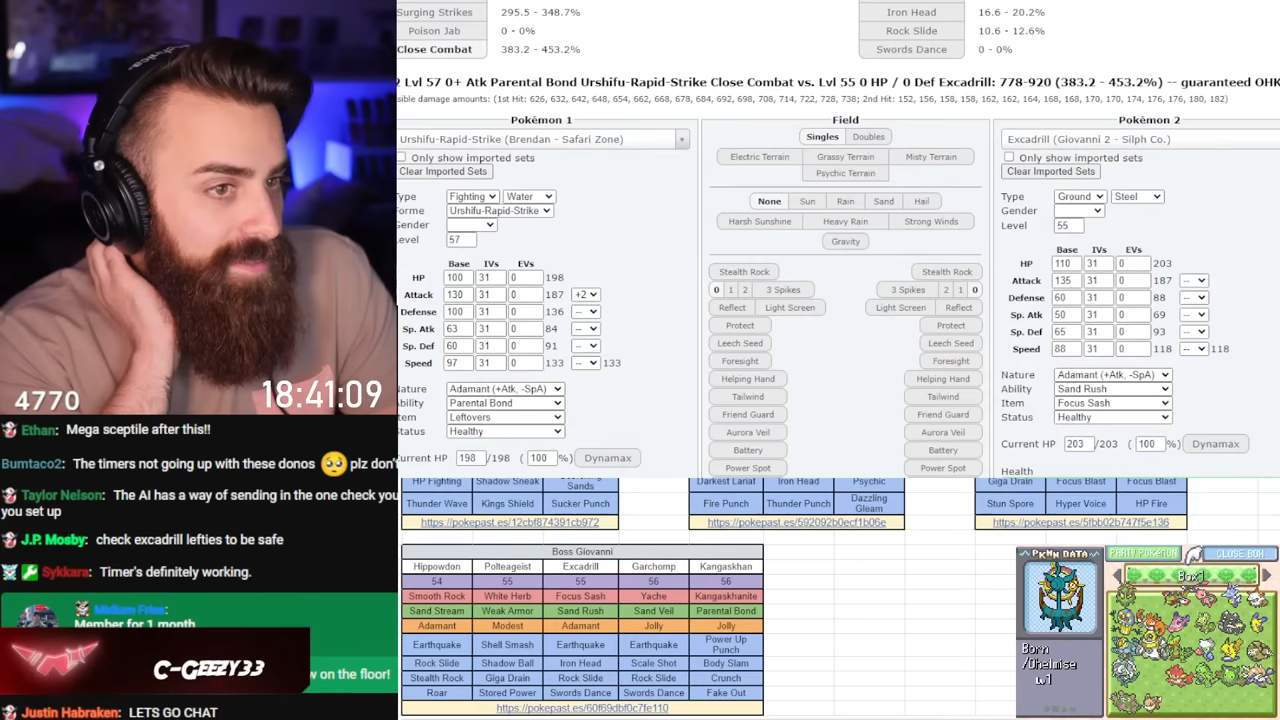 Surging Strikes 295.5 - 348.7%
Iron Head 16.6 - 20.2%
Poison Jab 0 - 0%
Rock Slide 10.6 - 12.6%
Close Combat 383.2 - 453.2%
Swords Dance 0 - 0%
2 Lvl 57 0+ Atk Parental Bond Urshifu-Rapid-Strike Close Combat vs. Lvl 55 0 HP / 0 Def Excadrill: 778-920 (383.2 - 453.2%) -- guaranteed OHK
sible damage amounts: (1st Hit: 626, 632, 642, 648, 654, 662, 668, 678, 684, 692, 698, 708, 714, 722, 728, 738; 2nd Hit: 152, 156, 158, 158, 162, 162, 164, 168, 168, 170, 170, 174, 176, 176, 180, 182)
Pokémon 1
Urshifu-Rapid-Strike (Brendan - Safari Zone)
Only show imported sets
Clear Imported Sets
Type Fighting Water
Forme Urshifu-Rapid-Strike
Gender
Level 57
Base IVs EVs
HP 100 31 0 198
Attack 130 31 0 187 +2
Defense 100 31 0 136 --
Sp. Atk 63 31 0 84 --
Sp. Def 60 31 0 91 --
Speed 97 31 0 133 -- 133
Nature Adamant (+Atk, -SpA)
Ability Parental Bond
Item Leftovers
Status Healthy
Current HP 198 /198 ( 100 %) Dynamax
Field
Singles Doubles
Electric Terrain Grassy Terrain Misty Terrain
Psychic Terrain
None Sun Rain Sand Hail
Harsh Sunshine Heavy Rain Strong Winds
Gravity
Stealth Rock Stealth Rock
0 1 2 3 Spikes 3 Spikes 2 1 0
Reflect Light Screen Light Screen Reflect
Protect Protect
Leech Seed Leech Seed
Foresight Foresight
Helping Hand Helping Hand
Tailwind Tailwind
Friend Guard Friend Guard
Aurora Veil Aurora Veil
Battery Battery
Power Spot Power Spot
Pokémon 2
Excadrill (Giovanni 2 - Silph Co.)
Only show imported sets
Clear Imported Sets
Type Ground Steel
Gender
Level 55
Base IVs EVs
HP 110 31 0 203
Attack 135 31 0 187 --
Defense 60 31 0 88 --
Sp. Atk 50 31 0 69 --
Sp. Def 65 31 0 93 --
Speed 88 31 0 118 -- 118
Nature Adamant (+Atk, -SpA)
Ability Sand Rush
Item Focus Sash
Status Healthy
Current HP 203 /203 ( 100 %) Dynamax
Health
4770
18:41:09
Ethan: Mega sceptile after this!!
Bumtaco2: The timers not going up with these donos plz don'
Taylor Nelson: The AI has a way of sending in the one check you
you set up
J.P. Mosby: check excadrill lefties to be safe
Sykkara: Timer's definitely working.
Member for 1 month
w on the floor!
C-GEEZY33
Justin Habraken: LETS GO CHAT
HP Fighting Shadow Sneak Sands
Thunder Wave Kings Shield Sucker Punch
https://pokepast.es/12cbf874391cb972
Darkest Lariat Iron Head Psychic
Fire Punch Thunder Punch Dazzling Gleam
https://pokepast.es/592092b0ecf1b06e
Giga Drain Focus Blast Focus Blast
Stun Spore Hyper Voice HP Fire
https://pokepast.es/5fbb02b747f5e136
Boss Giovanni
Hippowdon Polteageist Excadrill Garchomp Kangaskhan
54 55 55 56 56
Smooth Rock White Herb Focus Sash Yache Kangaskhanite
Sand Stream Weak Armor Sand Rush Sand Veil Parental Bond
Adamant Modest Adamant Jolly Jolly
Earthquake Shell Smash Earthquake Earthquake Power Up Punch
Rock Slide Shadow Ball Iron Head Scale Shot Body Slam
Stealth Rock Giga Drain Rock Slide Rock Slide Crunch
Roar Stored Power Swords Dance Swords Dance Fake Out
https://pokepast.es/60f69dbf0c7fe110
PKMN DATA
PARTY POKéMON
CLOSE BOX
Box1
Born
/Dhelmise